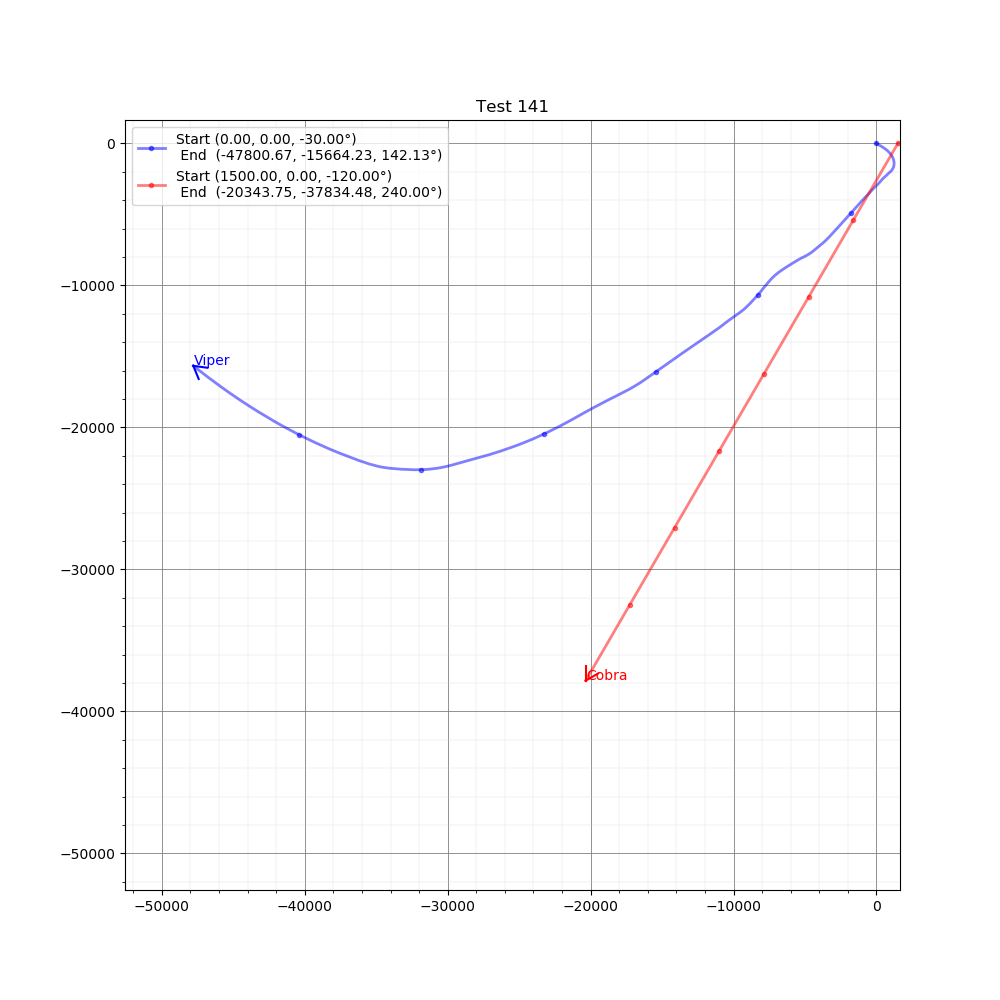 Test 141
Start (0.00, 0.00, -30.00°)
End  (-47800.67, -15664.23, 142.13°)
Start (1500.00, 0.00, -120.00°)
End  (-20343.75, -37834.48, 240.00°)
0
−10000
−20000
−30000
−40000
−50000
Viper
Cobra
−50000
−40000
−30000
−20000
−10000
0